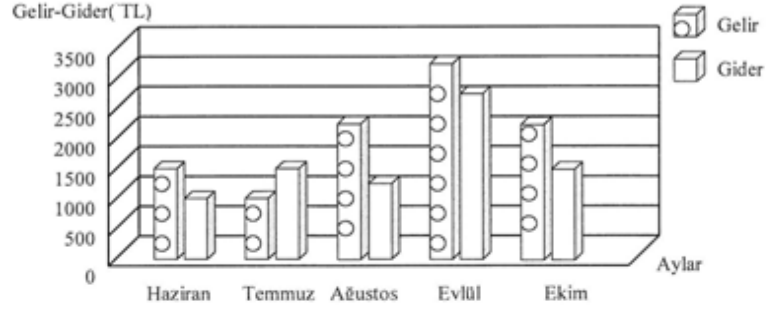 Gelir-Gider( TL)
Gelir
Gider
3500
3000
2500
2000
1500
1000
500
0
Aylar
Haziran Temmuz Ağustos Evlül Ekim